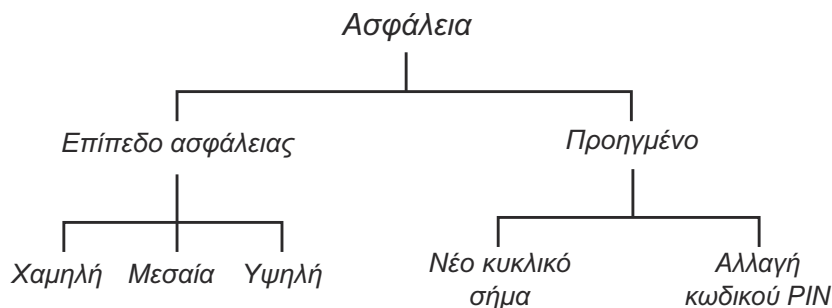 Ασφάλεια
Επίπεδο ασφάλειας
Προηγμένο
Χαμηλή
Μεσαία
Υψηλή
Νέο κυκλικό
σήμα
Αλλαγή
κωδικού PIN